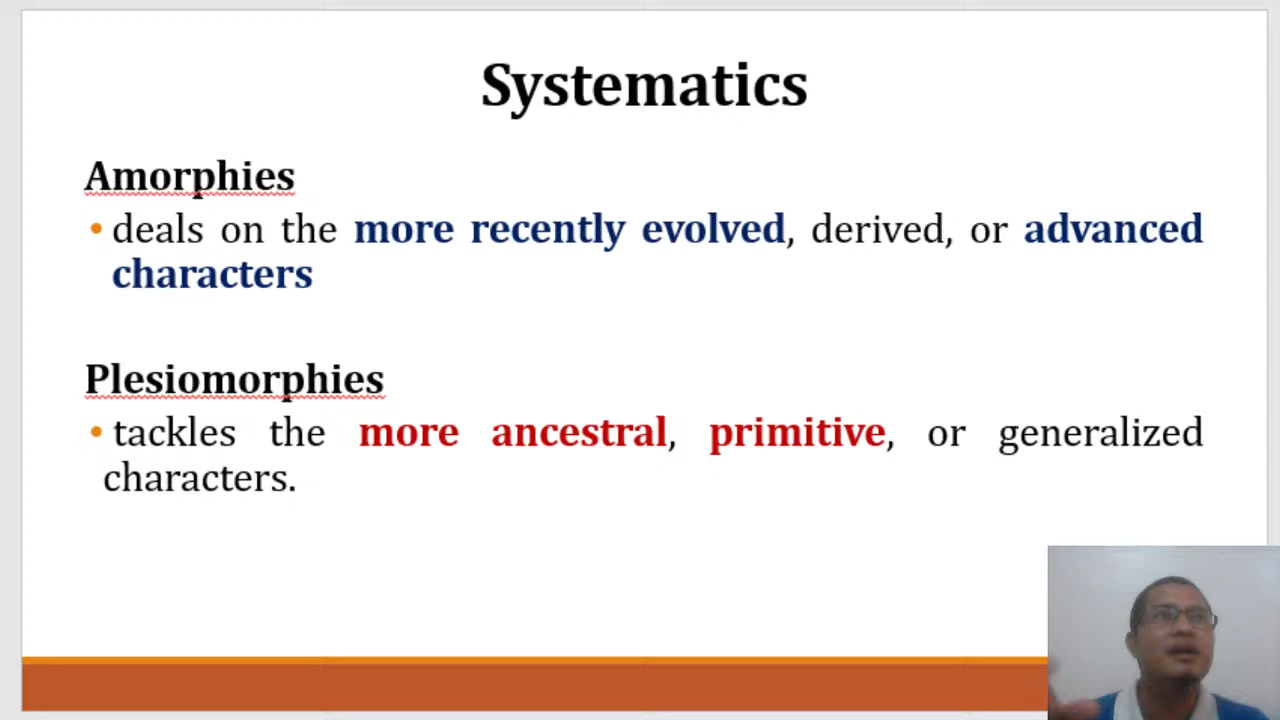 Systematics
Amorphies
• deals on the more recently evolved, derived, or advanced
characters
Plesiomorphies
• tackles the more ancestral, primitive, or generalized
characters.